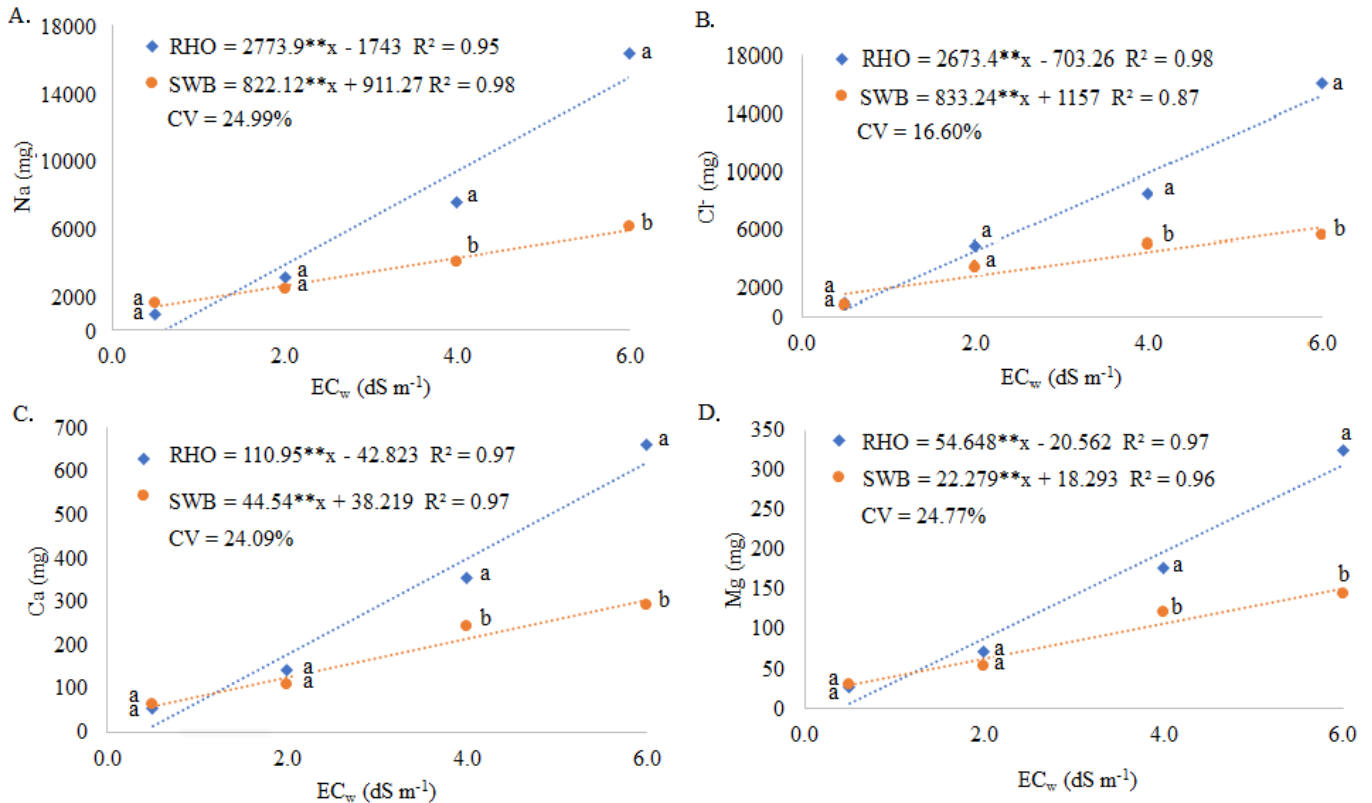 A.
18000
14000
10000
6000
2000
0
Na (mg)
RHO = 2773.9**x - 1743 R² = 0.95
SWB = 822.12**x + 911.27 R² = 0.98
CV = 24.99%
a
a
a
a
a
b
a
b
0.0 2.0 4.0 6.0
ECw (dS m⁻¹)
B.
18000
14000
10000
6000
2000
0
Cl⁻ (mg)
RHO = 2673.4**x - 703.26 R² = 0.98
SWB = 833.24**x + 1157 R² = 0.87
CV = 16.60%
a
a
a
a
a
b
a
b
0.0 2.0 4.0 6.0
ECw (dS m⁻¹)
C.
700
600
500
400
300
200
100
0
Ca (mg)
RHO = 110.95**x - 42.823 R² = 0.97
SWB = 44.54**x + 38.219 R² = 0.97
CV = 24.09%
a
a
a
a
a
b
a
b
0.0 2.0 4.0 6.0
ECw (dS m⁻¹)
D.
350
300
250
200
150
100
50
0
Mg (mg)
RHO = 54.648**x - 20.562 R² = 0.97
SWB = 22.279**x + 18.293 R² = 0.96
CV = 24.77%
a
a
a
a
a
b
a
b
0.0 2.0 4.0 6.0
ECw (dS m⁻¹)